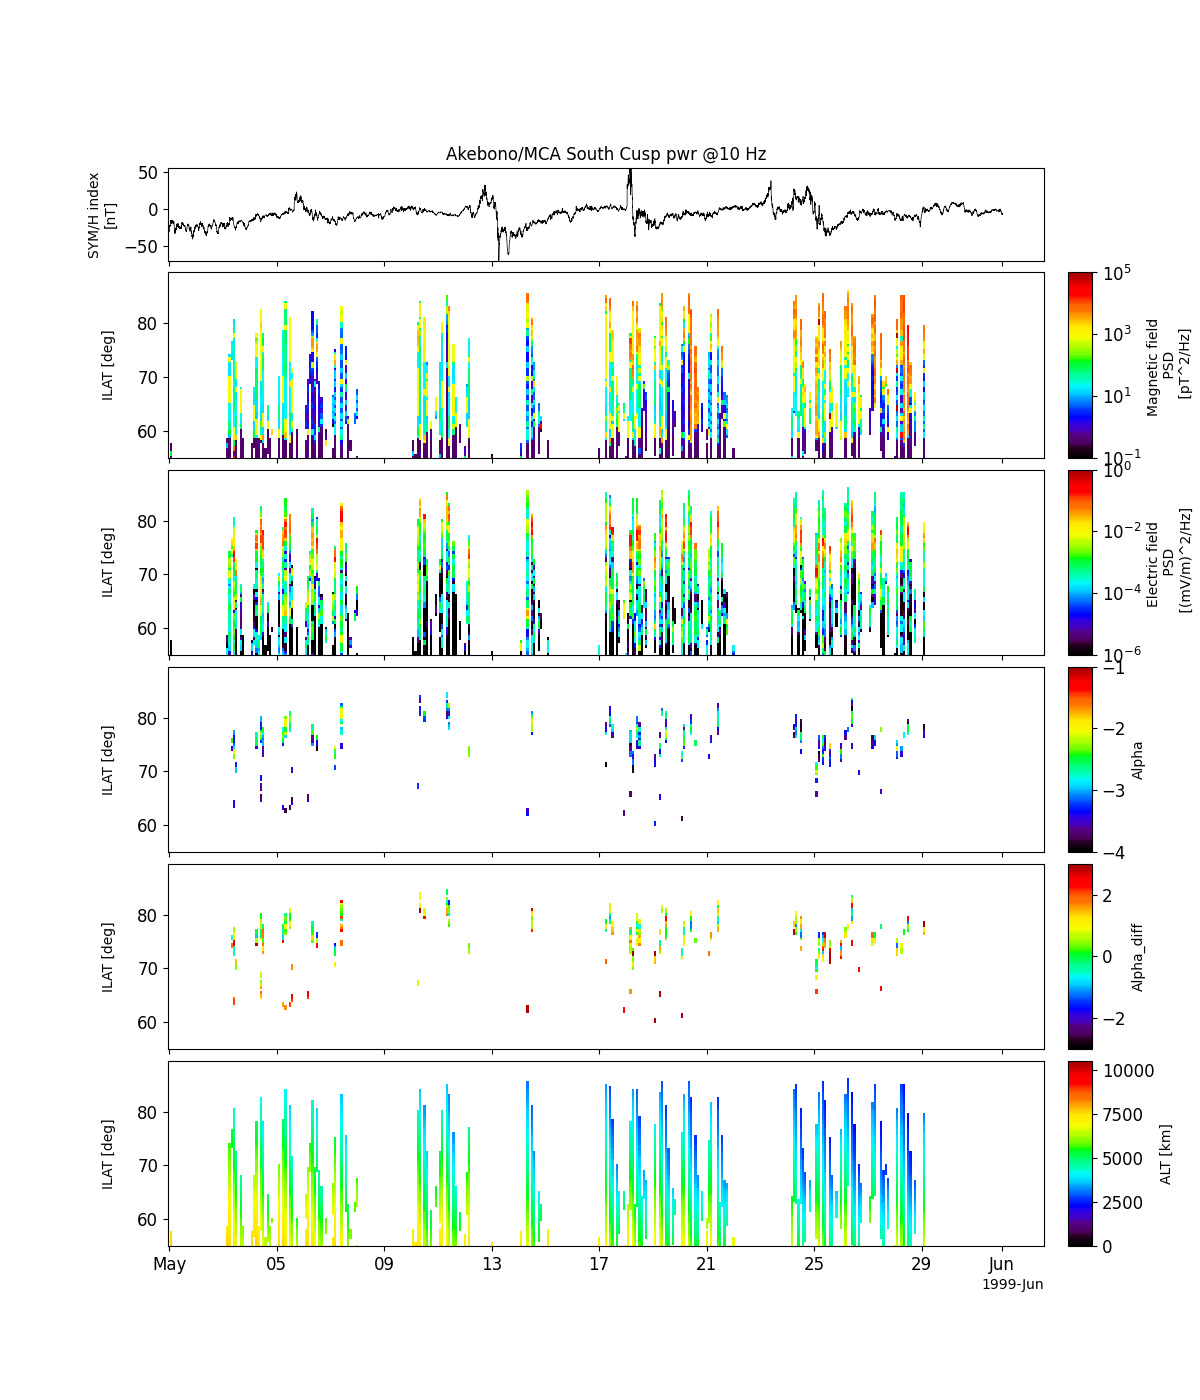 Akebono/MCA South Cusp pwr @10 Hz
SYM/H index
[nT]
50
0
−50
ILAT [deg]
80
70
60
10^5
10^3
10^1
10^−1
Magnetic field
PSD
[pT^2/Hz]
ILAT [deg]
80
70
60
10^0
10^−2
10^−4
10^−6
Electric field
PSD
[(mV/m)^2/Hz]
ILAT [deg]
80
70
60
−1
−2
−3
−4
Alpha
ILAT [deg]
80
70
60
2
0
−2
Alpha_diff
ILAT [deg]
80
70
60
10000
7500
5000
2500
0
ALT [km]
May 05 09 13 17 21 25 29 Jun
1999-Jun